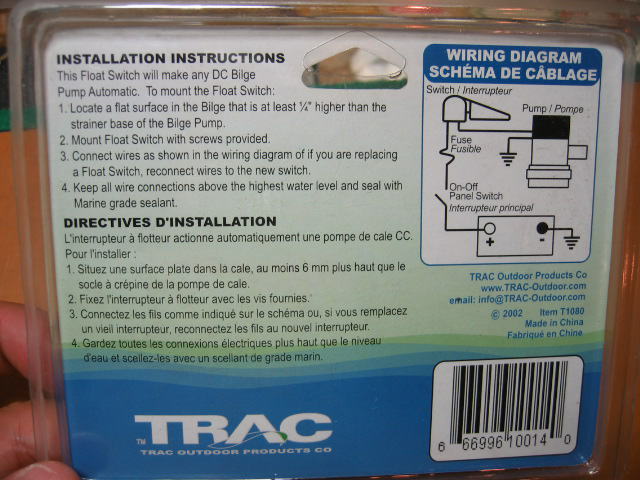 INSTALLATION INSTRUCTIONS
This Float Switch will make any DC Bilge
Pump Automatic. To mount the Float Switch:
1. Locate a flat surface in the Bilge that is at least ¼" higher than the
strainer base of the Bilge Pump.
2. Mount Float Switch with screws provided.
3. Connect wires as shown in the wiring diagram of if you are replacing
a Float Switch, reconnect wires to the new switch.
4. Keep all wire connections above the highest water level and seal with
Marine grade sealant.
DIRECTIVES D'INSTALLATION
L'interrupteur à flotteur actionne automatiquement une pompe de cale CC.
Pour l'installer :
1. Situez une surface plate dans la cale, au moins 6 mm plus haut que le
socle à crépine de la pompe de cale.
2. Fixez l'interrupteur à flotteur avec les vis fournies.
3. Connectez les fils comme indiqué sur le schéma ou, si vous remplacez
un vieil interrupteur, reconnectez les fils au nouvel interrupteur.
4. Gardez toutes les connexions électriques plus haut que le niveau
d'eau et scellez-les avec un scellant de grade marin.
WIRING DIAGRAM
SCHÉMA DE CÂBLAGE
Switch / Interrupteur
Pump / Pompe
Fuse
Fusible
On-Off
Panel Switch
Interrupteur principal
+ -
TRAC Outdoor Products Co
www.TRAC-Outdoor.com
email: info@TRAC-Outdoor.com
© 2002 Item T1080
Made in China
Fabriqué en Chine
TM TRAC
TRAC OUTDOOR PRODUCTS CO
6 66996 10014 0